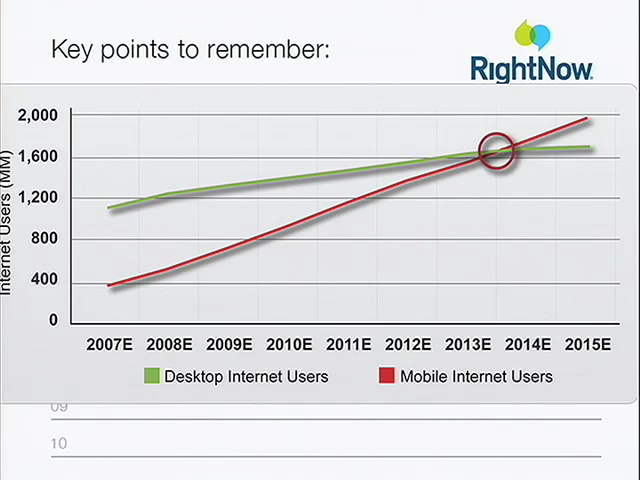 Key points to remember:
RightNow
Internet Users (MM)
2,000
1,600
1,200
800
400
0
2007E 2008E 2009E 2010E 2011E 2012E 2013E 2014E 2015E
Desktop Internet Users Mobile Internet Users
09
10